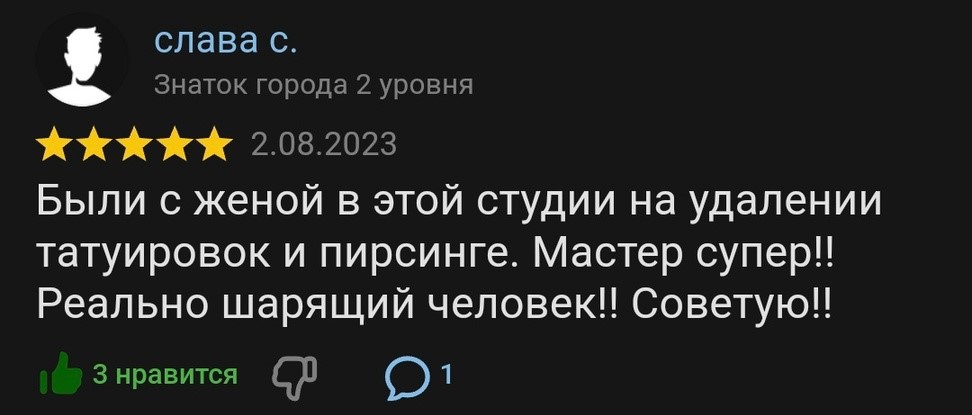 слава с.
Знаток города 2 уровня
2.08.2023
Были с женой в этой студии на удалении
татуировок и пирсинге. Мастер супер!!
Реально шарящий человек!! Советую!!
3 нравится
1